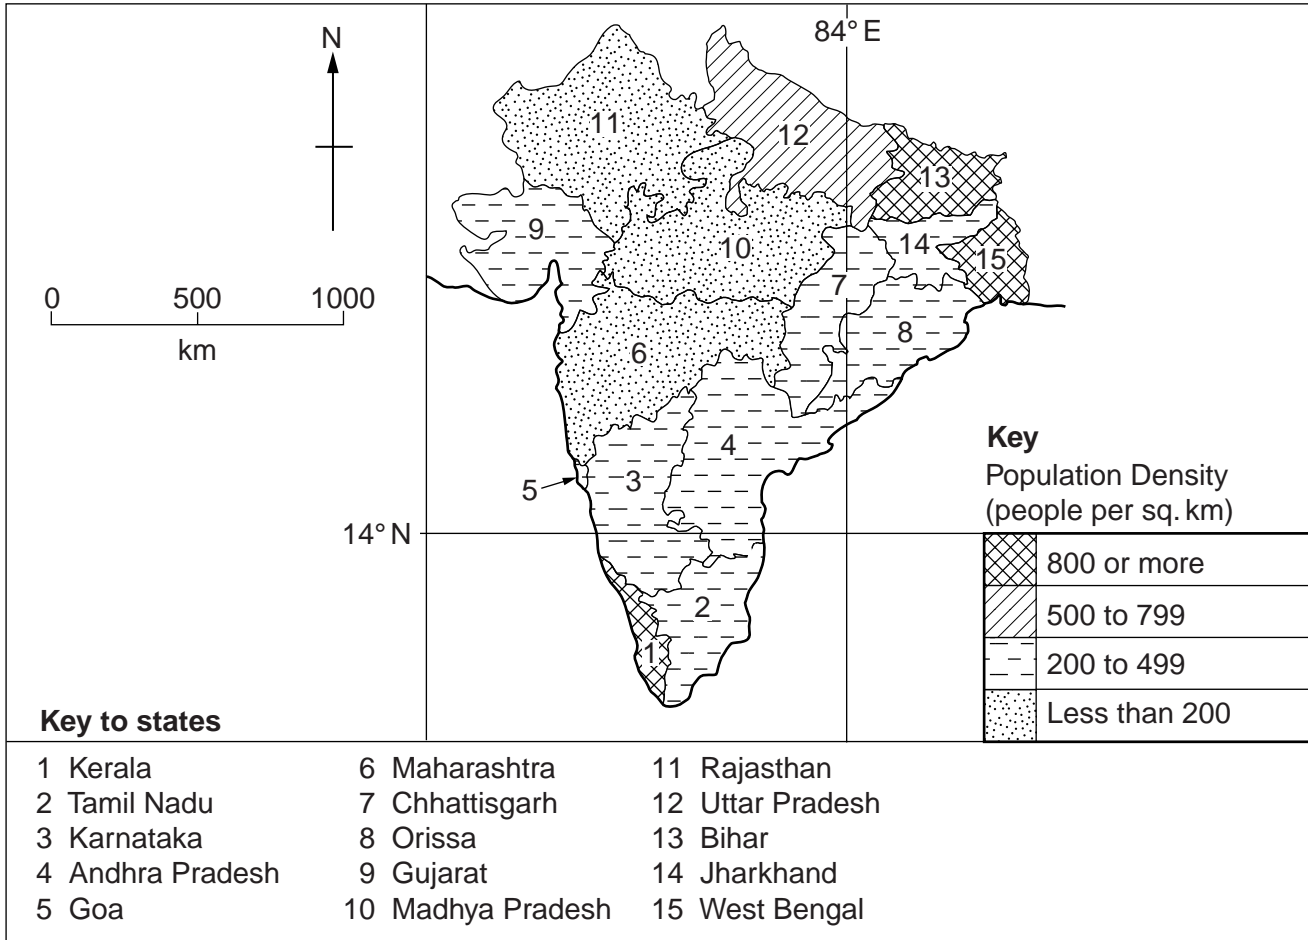 84° E
N
11
12
13
9
10
14
15
7
0 500 1000
km
8
6
4
3
5
14° N
2
1
Key
Population Density
(people per sq. km)
800 or more
500 to 799
200 to 499
Less than 200
Key to states
1 Kerala 6 Maharashtra 11 Rajasthan
2 Tamil Nadu 7 Chhattisgarh 12 Uttar Pradesh
3 Karnataka 8 Orissa 13 Bihar
4 Andhra Pradesh 9 Gujarat 14 Jharkhand
5 Goa 10 Madhya Pradesh 15 West Bengal